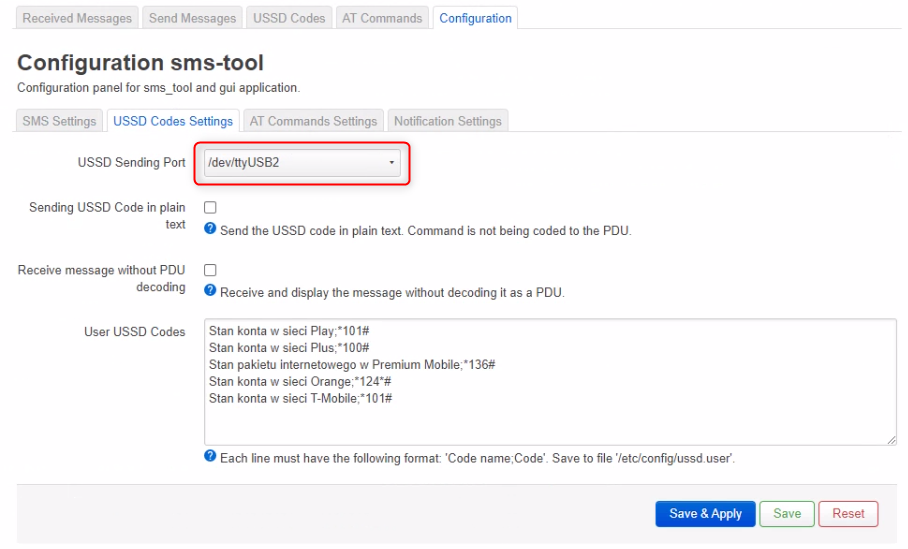 Received Messages
Send Messages
USSD Codes
AT Commands
Configuration
Configuration sms-tool
Configuration panel for sms_tool and gui application.
SMS Settings
USSD Codes Settings
AT Commands Settings
Notification Settings
USSD Sending Port
/dev/ttyUSB2
Sending USSD Code in plain
text
Send the USSD code in plain text. Command is not being coded to the PDU.
Receive message without PDU
decoding
Receive and display the message without decoding it as a PDU.
User USSD Codes
Stan konta w sieci Play;*101#
Stan konta w sieci Plus;*100#
Stan pakietu internetowego w Premium Mobile;*136#
Stan konta w sieci Orange;*124*#
Stan konta w sieci T-Mobile;*101#
Each line must have the following format: 'Code name;Code'. Save to file '/etc/config/ussd.user'.
Save & Apply
Save
Reset